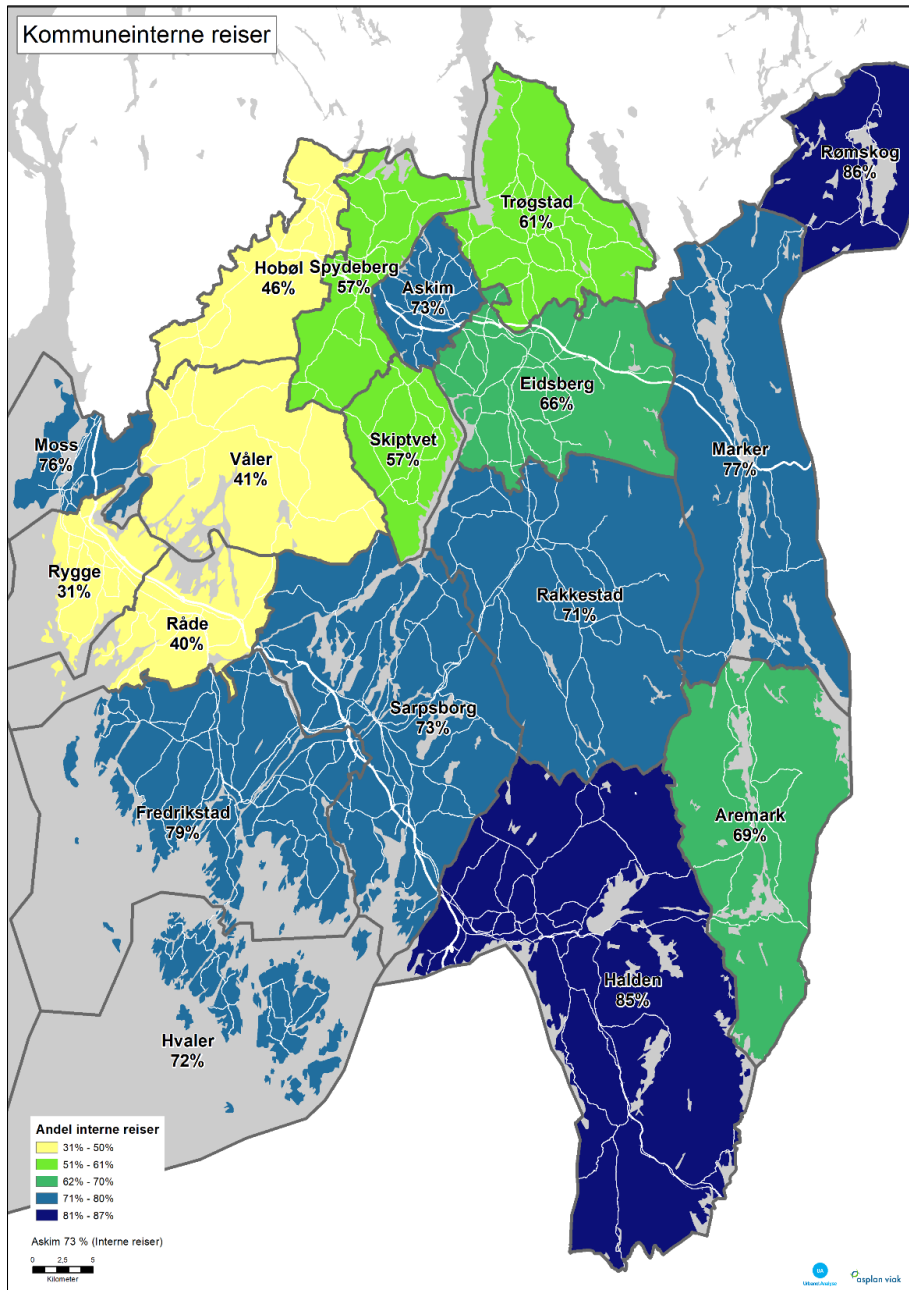 Kommuneinterne reiser
Rømskog
86%
Trøgstad
61%
Hobøl
46%
Spydeberg
57%
Askim
73%
Eidsberg
66%
Moss
76%
Våler
41%
Skiptvet
57%
Marker
77%
Rygge
31%
Råde
40%
Rakkestad
71%
Sarpsborg
73%
Fredrikstad
79%
Aremark
69%
Halden
85%
Hvaler
72%
Andel interne reiser
31% - 50%
51% - 61%
62% - 70%
71% - 80%
81% - 87%
Askim 73 % (Interne reiser)
0 2,5 5
Kilometer
UA
Urbanet Analyse
asplan viak